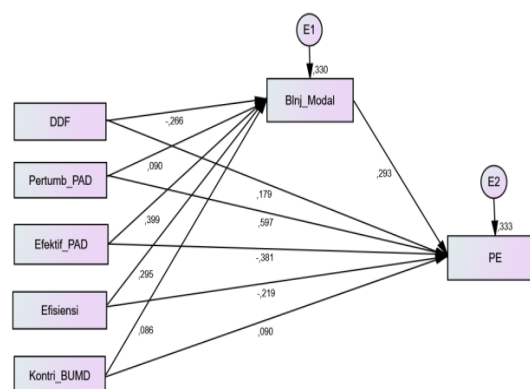 E1
,330
Blnj_Modal
DDF
-,266
,090
,179
,293
E2
Pertumb_PAD
,399
,597
,333
Efektif_PAD
-,381
PE
,295
-,219
Efisiensi
,086
,090
Kontri_BUMD